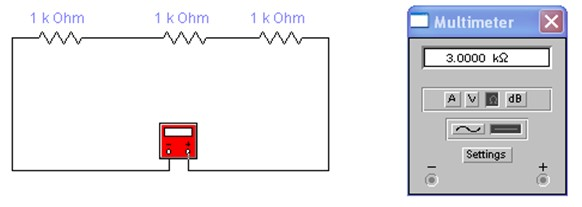 1 k Ohm 1 k Ohm 1 k Ohm
Multimeter
3.0000 kΩ
A V Ω dB
Settings
− +